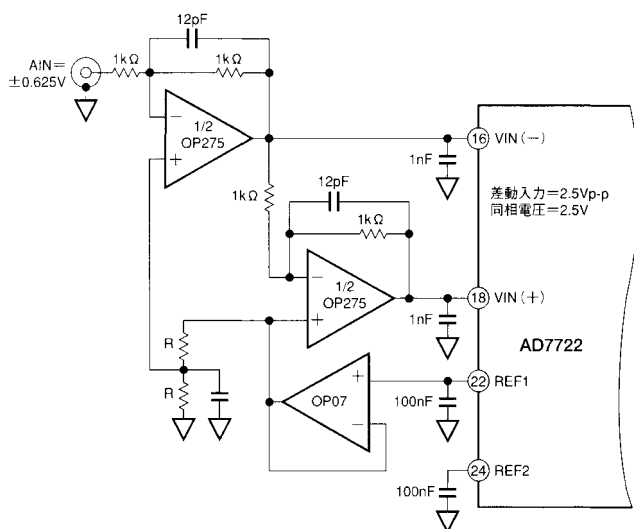 12pF
AIN=
±0.625V
1kΩ
1kΩ
−
+
1/2
OP275
16
VIN(−)
1nF
1kΩ
12pF
1kΩ
差動入力=2.5Vp-p
同相電圧=2.5V
−
+
1/2
OP275
18
VIN(+)
1nF
AD7722
R
R
OP07
+
−
22
REF1
100nF
24
REF2
100nF